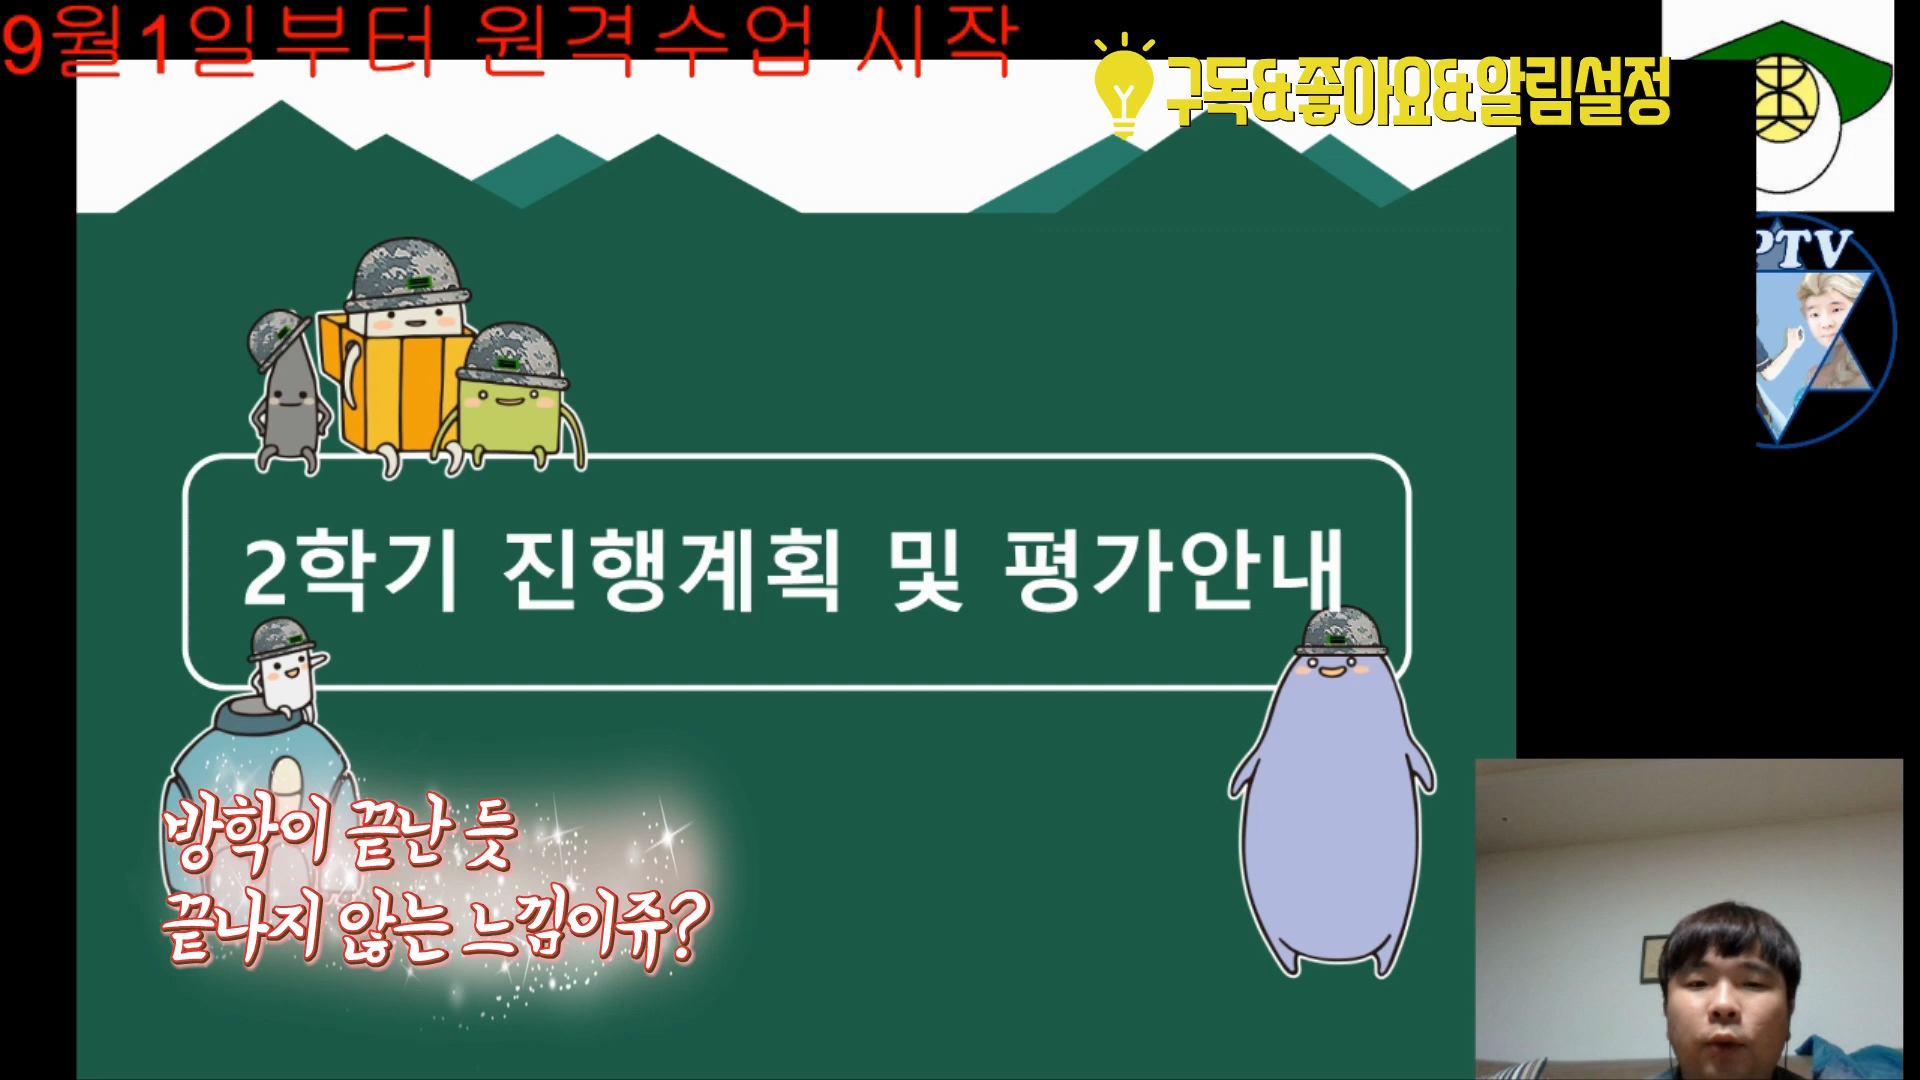 9월1일부터 원격수업 시작
구독&좋아요&알림설정
PTV
2학기 진행계획 및 평가안내
방학이 끝난 듯
끝나지 않는 느낌이쥬?